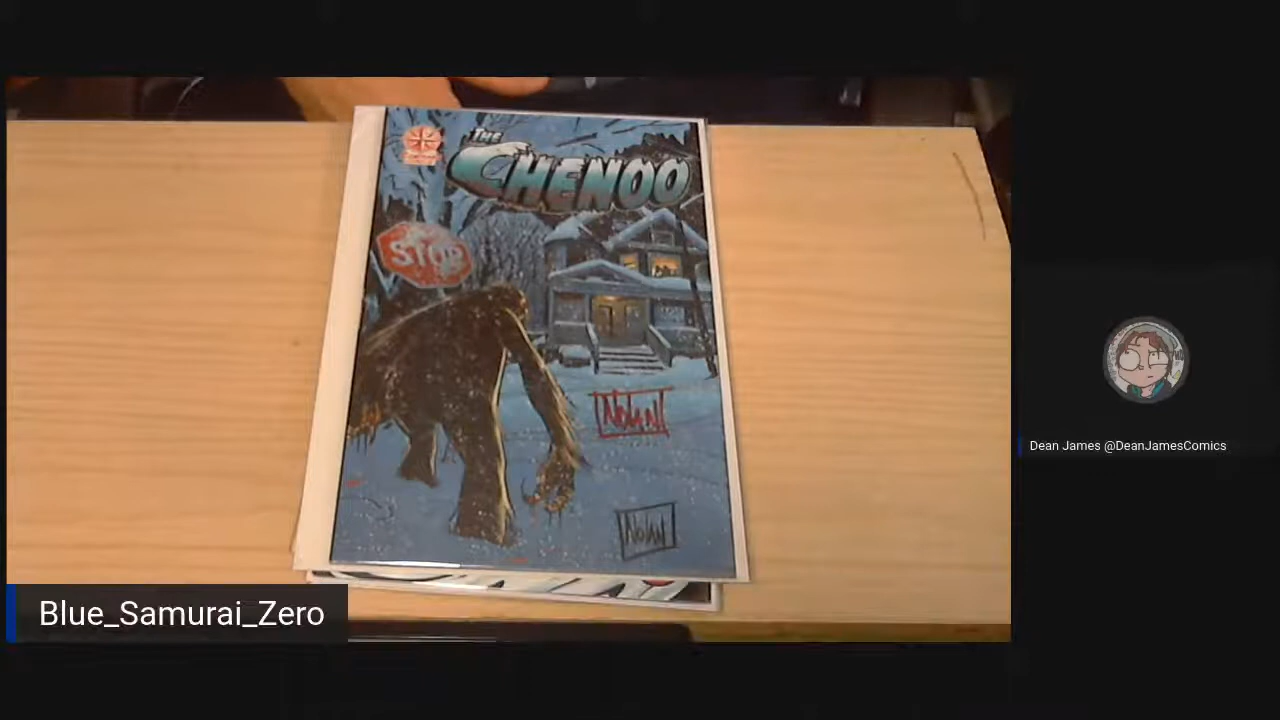 THE
CHENOO
STOP
NOLAN
NOLAN
Dean James @DeanJamesComics
Blue_Samurai_Zero